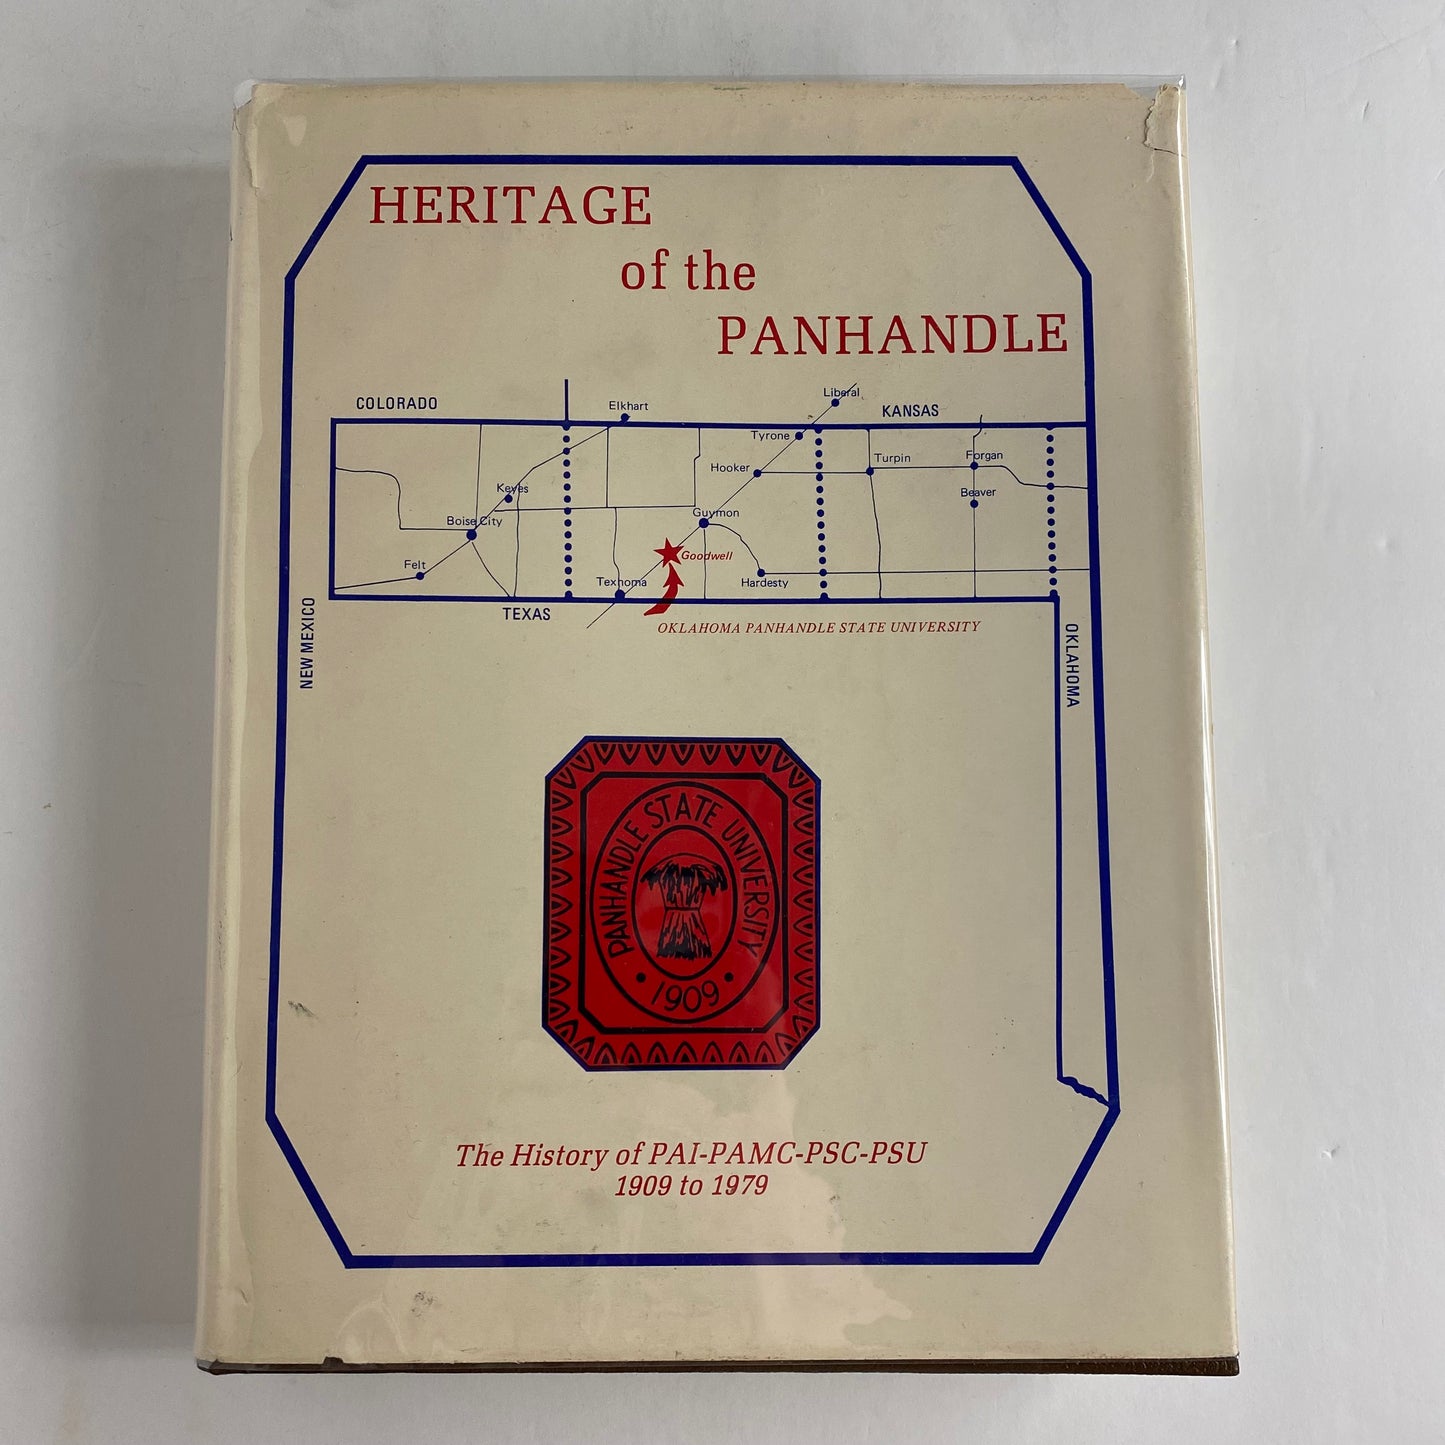 HERITAGE
of the
PANHANDLE
COLORADO
Elkhart
Liberal
KANSAS
Tyrone
Hooker
Turpin
Forgan
Keyes
Beaver
Boise City
Guymon
Goodwell
Felt
Texhoma
Hardesty
TEXAS
OKLAHOMA PANHANDLE STATE UNIVERSITY
NEW MEXICO
OKLAHOMA
PANHANDLE STATE UNIVERSITY
• 1909 •
The History of PAI-PAMC-PSC-PSU
1909 to 1979